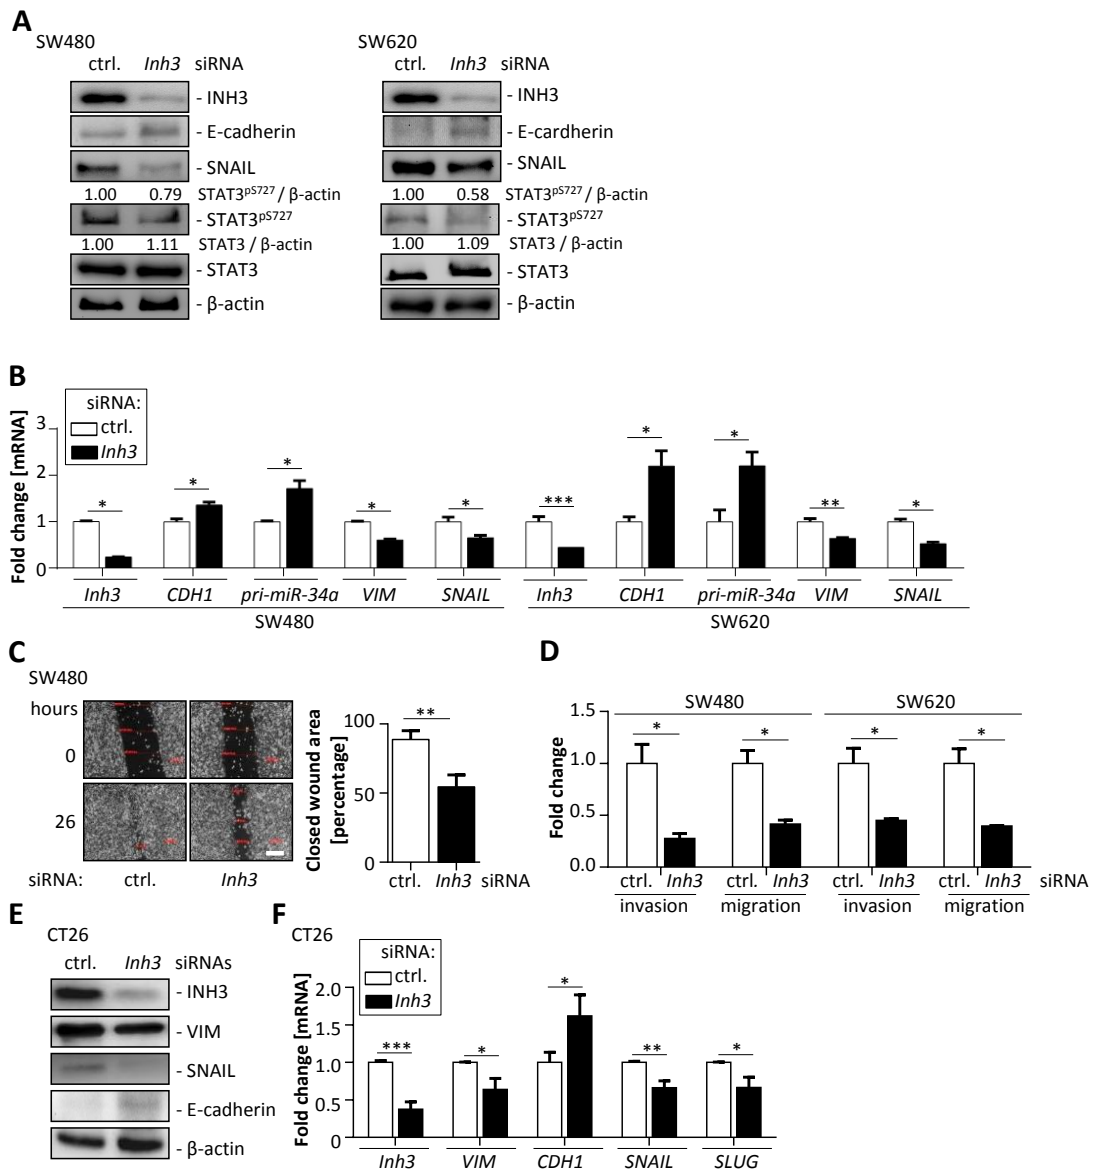 A
SW480
ctrl. Inh3 siRNA
- INH3
- E-cadherin
- SNAIL
1.00 0.79 STAT3pS727 / β-actin
- STAT3pS727
1.00 1.11 STAT3 / β-actin
- STAT3
- β-actin
SW620
ctrl. Inh3 siRNA
- INH3
- E-cardherin
SNAIL
1.00 0.58 STAT3pS727 / β-actin
- STAT3pS727
1.00 1.09 STAT3 / β-actin
- STAT3
- β-actin
B
siRNA:
ctrl.
Inh3
Fold change [mRNA]
3
2
1
0
* * * * * *** * * ** *
Inh3 CDH1 pri-miR-34a VIM SNAIL Inh3 CDH1 pri-miR-34a VIM SNAIL
SW480 SW620
C
SW480
hours
0
26
siRNA: ctrl. Inh3
Closed wound area
[percentage]
100
50
0
**
ctrl. Inh3 siRNA
D
SW480 SW620
Fold change
1.5
1.0
0.5
0.0
* * * *
ctrl. Inh3 ctrl. Inh3 ctrl. Inh3 ctrl. Inh3 siRNA
invasion migration invasion migration
E
CT26
ctrl. Inh3 siRNAs
- INH3
- VIM
- SNAIL
- E-cadherin
- β-actin
F
CT26
siRNA:
ctrl.
Inh3
Fold change [mRNA]
2.0
1.5
1.0
0.5
0
*** * * ** *
Inh3 VIM CDH1 SNAIL SLUG